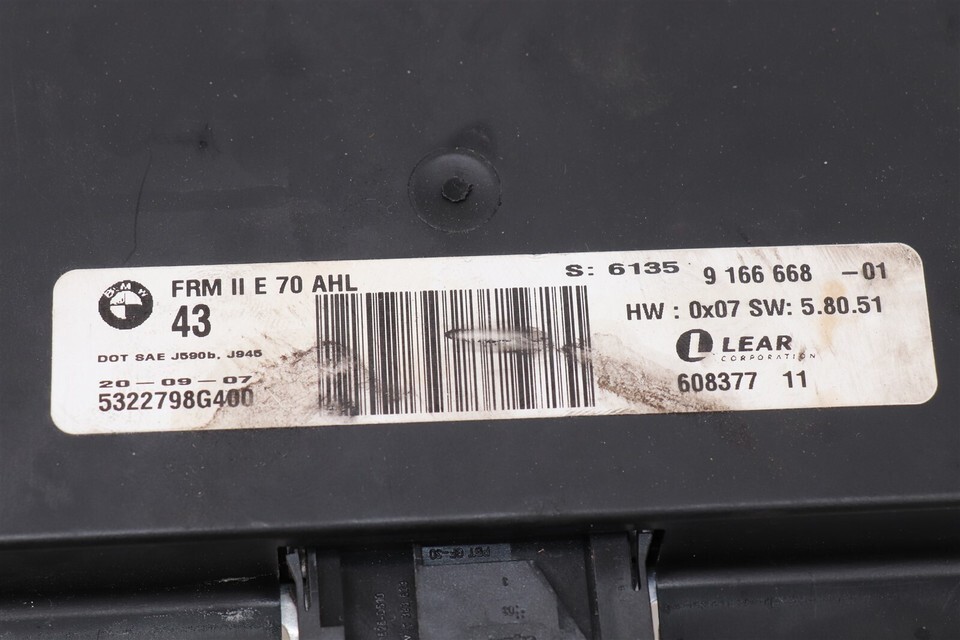 BMW
FRM II E 70 AHL
43
DOT SAE J590b, J945
20-09-07
5322798G400
S: 6135 9 166 668 -01
HW : 0x07 SW: 5.80.51
L LEAR
CORPORATION
608377 11